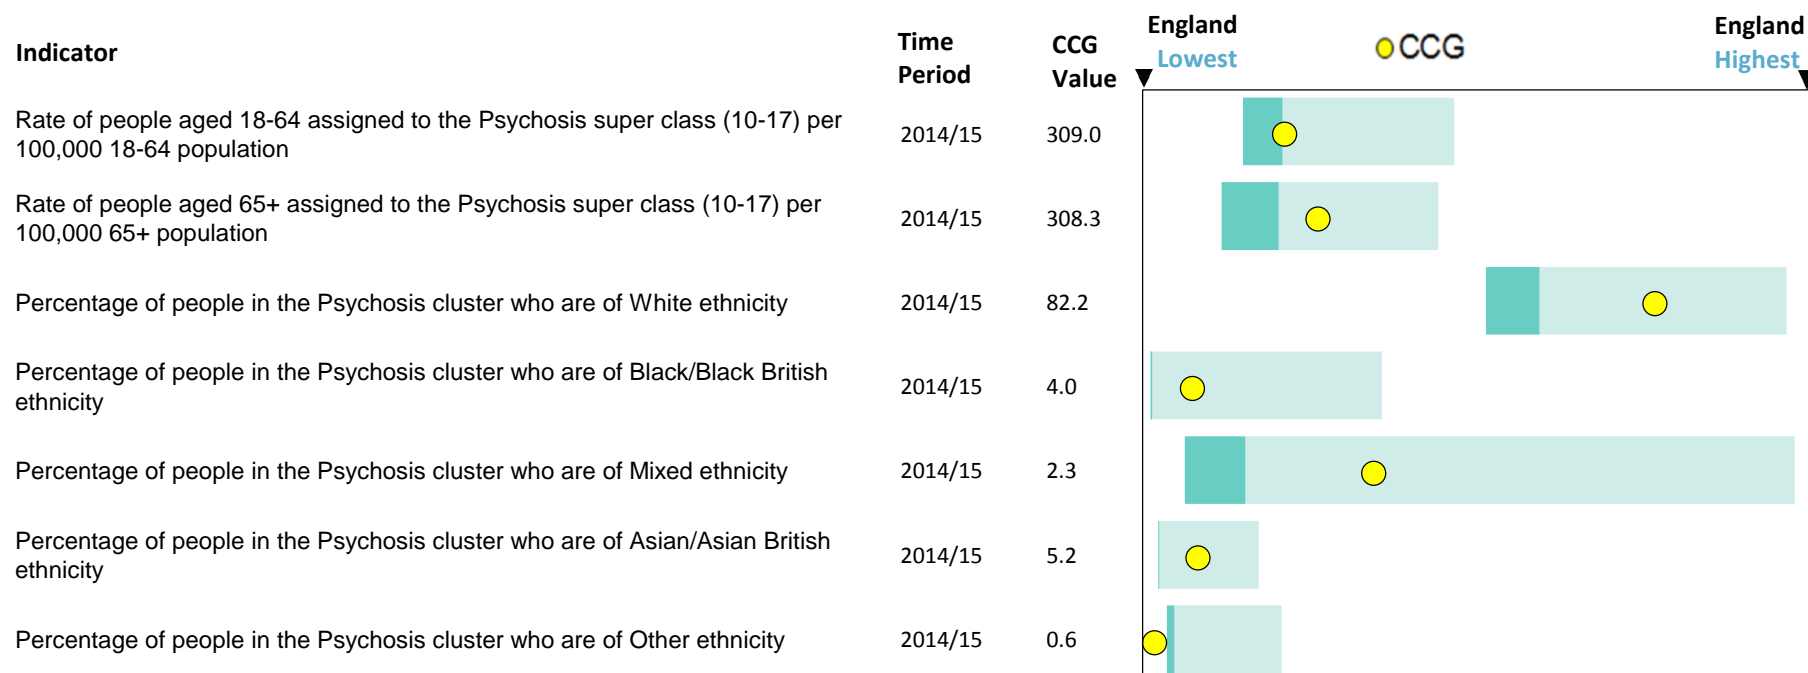 Indicator
Time
Period
CCG
Value
England
Lowest
CCG
England
Highest
Rate of people aged 18-64 assigned to the Psychosis super class (10-17) per
100,000 18-64 population
2014/15
309.0
Rate of people aged 65+ assigned to the Psychosis super class (10-17) per
100,000 65+ population
2014/15
308.3
Percentage of people in the Psychosis cluster who are of White ethnicity
2014/15
82.2
Percentage of people in the Psychosis cluster who are of Black/Black British
ethnicity
2014/15
4.0
Percentage of people in the Psychosis cluster who are of Mixed ethnicity
2014/15
2.3
Percentage of people in the Psychosis cluster who are of Asian/Asian British
ethnicity
2014/15
5.2
Percentage of people in the Psychosis cluster who are of Other ethnicity
2014/15
0.6